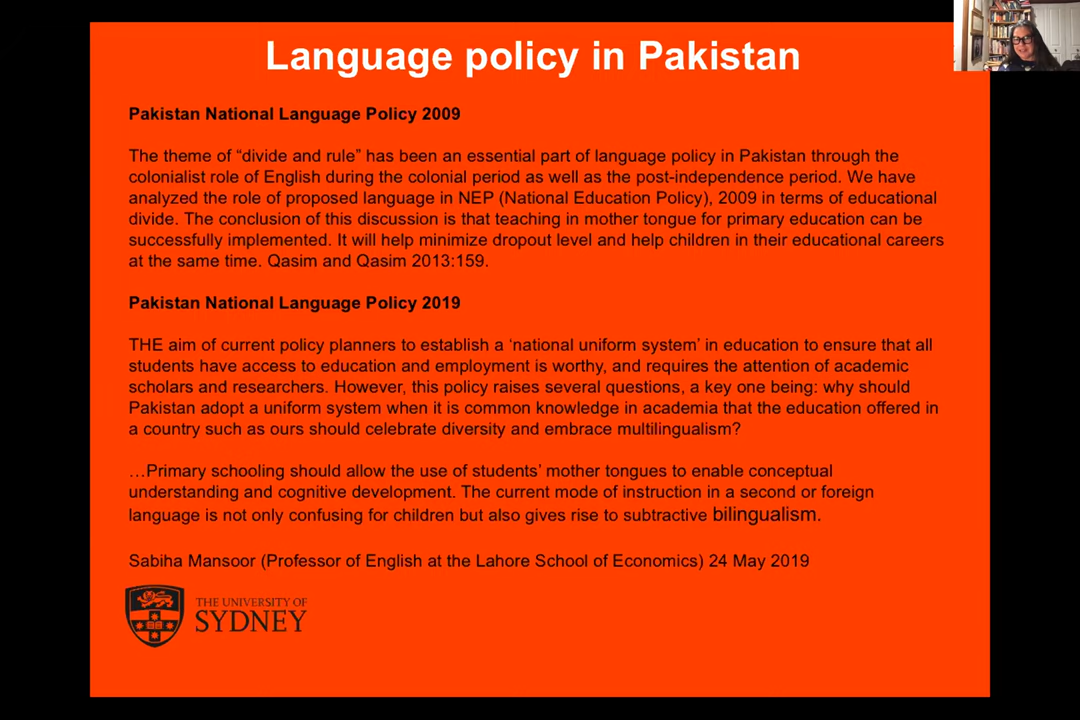 Language policy in Pakistan
Pakistan National Language Policy 2009
The theme of “divide and rule” has been an essential part of language policy in Pakistan through the
colonialist role of English during the colonial period as well as the post-independence period. We have
analyzed the role of proposed language in NEP (National Education Policy), 2009 in terms of educational
divide. The conclusion of this discussion is that teaching in mother tongue for primary education can be
successfully implemented. It will help minimize dropout level and help children in their educational careers
at the same time. Qasim and Qasim 2013:159.
Pakistan National Language Policy 2019
THE aim of current policy planners to establish a ‘national uniform system’ in education to ensure that all
students have access to education and employment is worthy, and requires the attention of academic
scholars and researchers. However, this policy raises several questions, a key one being: why should
Pakistan adopt a uniform system when it is common knowledge in academia that the education offered in
a country such as ours should celebrate diversity and embrace multilingualism?
…Primary schooling should allow the use of students’ mother tongues to enable conceptual
understanding and cognitive development. The current mode of instruction in a second or foreign
language is not only confusing for children but also gives rise to subtractive bilingualism.
Sabiha Mansoor (Professor of English at the Lahore School of Economics) 24 May 2019
THE UNIVERSITY OF
SYDNEY